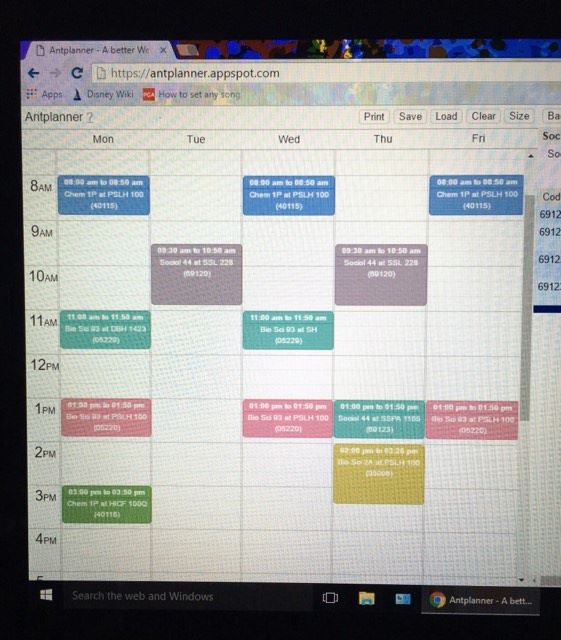 Antplanner - A better We
https://antplanner.appspot.com
Apps Disney Wiki PCA How to set any song
Antplanner ? Print Save Load Clear Size Ba
Mon Tue Wed Thu Fri Soc
So
8AM
08:00 am to 08:50 am
Chem 1P at PSLH 100
(40115)
08:00 am to 08:50 am
Chem 1P at PSLH 100
(40115)
08:00 am to 08:50 am
Chem 1P at PSLH 100
(40115)
Cod
6912
6912
6912
6912
9AM
09:30 am to 10:50 am
Social 44 at SSL 228
(69120)
09:30 am to 10:50 am
Social 44 at SSL 228
(69120)
10AM
11AM
11:00 am to 11:50 am
Bio Sci 93 at DBH 1423
(05229)
11:00 am to 11:50 am
Bio Sci 93 at SH
(05229)
12PM
1PM
01:00 pm to 01:50 pm
Bio Sci 93 at PSLH 100
(05220)
01:00 pm to 01:50 pm
Bio Sci 93 at PSLH 100
(05220)
01:00 pm to 01:50 pm
Social 44 at SSPA 1165
(69123)
01:00 pm to 01:50 pm
Bio Sci 93 at PSLH 100
(05220)
2PM
02:00 pm to 03:20 pm
Bio Sci 2A at PSLH 100
3PM
03:00 pm to 03:50 pm
Chem 1P at HICF 100Q
(40116)
4PM
Search the web and Windows
Antplanner - A bett...